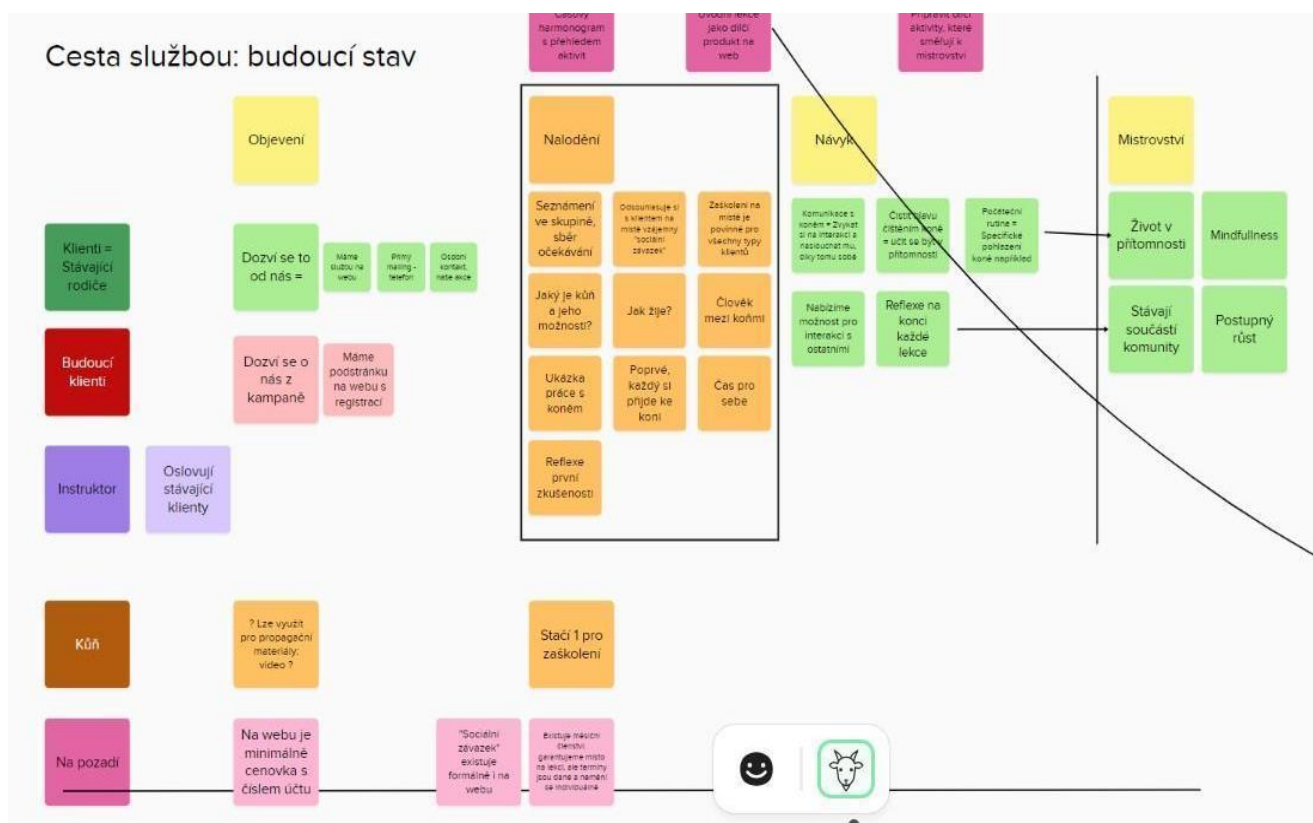 Časový
harmonogram
s přehledem
aktivit
Úvodní lekce
jako dílčí
produkt na
web
Připravit dílčí
aktivity, které
směřují k
mistrovství
Cesta službou: budoucí stav
Objevení
Nalodění
Návyk
Mistrovství
Klienti =
Stávající
rodiče
Dozví se to
od nás =
Máme
službu na
webu
Přímý
mailing -
telefon
Osobní
kontakt,
naše akce
Seznámení
ve skupině,
sběr
očekávání
Odsouhlasuje si
s klientem na
místě vzájemný
"sociální
závazek"
Zaškolení na
místě je
povinné pro
všechny typy
klientů
Komunikace s
koněm = Zvykat
si na interakci a
naslouchat mu,
díky tomu sobě
Čistit hlavu
čištěním koně
= učit se být v
přítomnosti
Počáteční
rutina =
Specifické
pohlazení
koně například
Život v
přítomnosti
Mindfullness
Jaký je kůň
a jeho
možnosti?
Jak žije?
Člověk
mezi koňmi
Nabízíme
možnost pro
interakci s
ostatními
Reflexe na
konci
každé
lekce
Stávají
součástí
komunity
Postupný
růst
Budoucí
klienti
Dozví se o
nás z
kampaně
Máme
podstránku
na webu s
registrací
Ukázka
práce s
koněm
Poprvé,
každý si
přijde ke
koni
Čas pro
sebe
Instruktor
Oslovují
stávající
klienty
Reflexe
první
zkušenosti
Kůň
? Lze využít
pro propagační
materiály:
video ?
Stačí 1 pro
zaškolení
Na pozadí
Na webu je
minimálně
cenovka s
číslem účtu
"Sociální
závazek"
existuje
formálně i na
webu
Existuje měsíční
členství,
garantujeme místo
na lekci, ale termíny
jsou dané a nemění
se individuálně